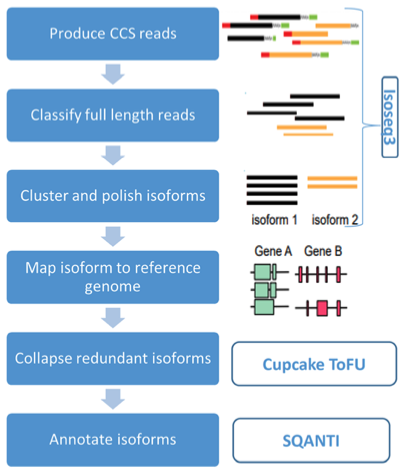 Produce CCS reads
Classify full length reads
Isoseq3
Cluster and polish isoforms
isoform 1 isoform 2
Gene A Gene B
Map isoform to reference
genome
Collapse redundant isoforms
Cupcake ToFU
Annotate isoforms
SQANTI